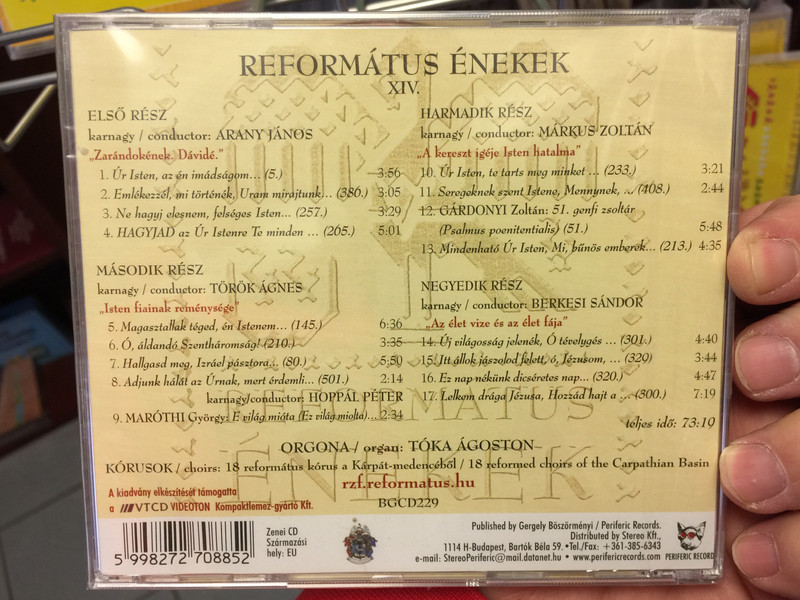 REFORMÁTUS ÉNEKEK
XIV.
ELSŐ RÉSZ
karnagy / conductor: ARANY JÁNOS
„Zarándokének. Dávidé."
1. Úr Isten, az én imádságom... (5.) 3:56
2. Emlékezzél, mi történék, Uram mirajtunk... (386.) 3:05
3. Ne hagyj elesnem, felséges Isten... (257.) 3:29
4. HAGYJAD az Úr Istenre Te minden ... (265.) 5:01
MÁSODIK RÉSZ
karnagy / conductor: TÖRÖK ÁGNES
„Isten fiainak reménysége"
5. Magasztallak téged, én Istenem... (145.) 6:36
6. Ó, áldandó Szentháromság! (210.) 3:35
7. Hallgasd meg, Izráel pásztora... (80.) 5:50
8. Adjunk hálát az Úrnak, mert érdemli... (501.) 2:14
karnagy/conductor: HOPPÁL PÉTER
9. MARÓTHI György: E világ mióta (Ez világ miolta)... 2:34
HARMADIK RÉSZ
karnagy / conductor: MÁRKUS ZOLTÁN
„A kereszt igéje Isten hatalma"
10. Úr Isten, te tarts meg minket ... (233.) 3:21
11. Seregeknek szent Istene, Mennynek, ... (408.) 2:44
12. GÁRDONYI Zoltán: 51. genfi zsoltár
(Psalmus poenitentialis) (51.) 5:48
13. Mindenható Úr Isten, Mi, bűnös emberek... (213.) 4:35
NEGYEDIK RÉSZ
karnagy / conductor: BERKESI SÁNDOR
„Az élet vize és az élet fája"
14. Új világosság jelenék, Ó tévelygés ... (301.) 4:40
15. Itt állok jászolod felett, ó, Jézusom, ... (329) 3:44
16. Ez nap nékünk dicséretes nap... (320.) 4:47
17. Lelkem drága Jézusa, Hozzád hajt a ... (300.) 7:19
teljes idő: 73:19
REFORMÁTUS
ÉNEKEK
ORGONA / organ: TÓKA ÁGOSTON
KÓRUSOK / choirs: 18 református kórus a Kárpát-medencéből / 18 reformed choirs of the Carpathian Basin
rzf.reformatus.hu
BGCD229
A kiadvány elkészítését támogatta
a VTCD VIDEOTON Kompaktlemez-gyártó Kft.
5 998272 708852
Zenei CD
Származási
hely: EU
Published by Gergely Böszörményi / Periferic Records.
Distributed by Stereo Kft.,
1114 H-Budapest, Bartók Béla 59. • Tel./Fax: +361-385-6343
e-mail: StereoPeriferic@mail.datanet.hu • www.perifericrecords.com
PERIFERIC RECORD